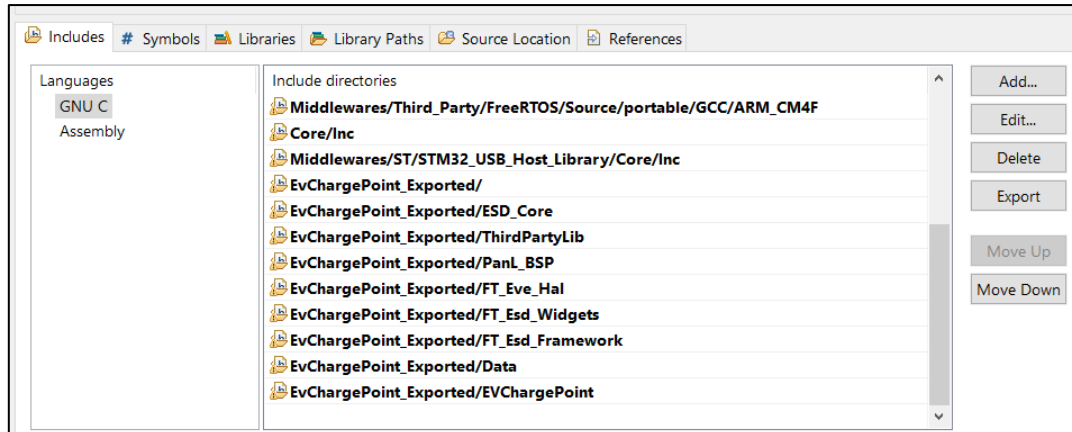 Includes # Symbols Libraries Library Paths Source Location References
Languages
GNU C
Assembly
Include directories
Middlewares/Third_Party/FreeRTOS/Source/portable/GCC/ARM_CM4F
Core/Inc
Middlewares/ST/STM32_USB_Host_Library/Core/Inc
EvChargePoint_Exported/
EvChargePoint_Exported/ESD_Core
EvChargePoint_Exported/ThirdPartyLib
EvChargePoint_Exported/PanL_BSP
EvChargePoint_Exported/FT_Eve_Hal
EvChargePoint_Exported/FT_Esd_Widgets
EvChargePoint_Exported/FT_Esd_Framework
EvChargePoint_Exported/Data
EvChargePoint_Exported/EVChargePoint
Add...
Edit...
Delete
Export
Move Up
Move Down